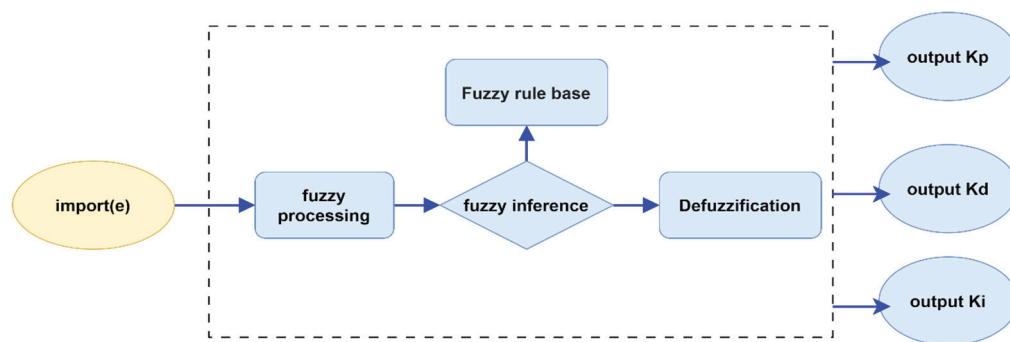 import(e)
fuzzy
processing
Fuzzy rule base
fuzzy inference
Defuzzification
output Kp
output Kd
output Ki